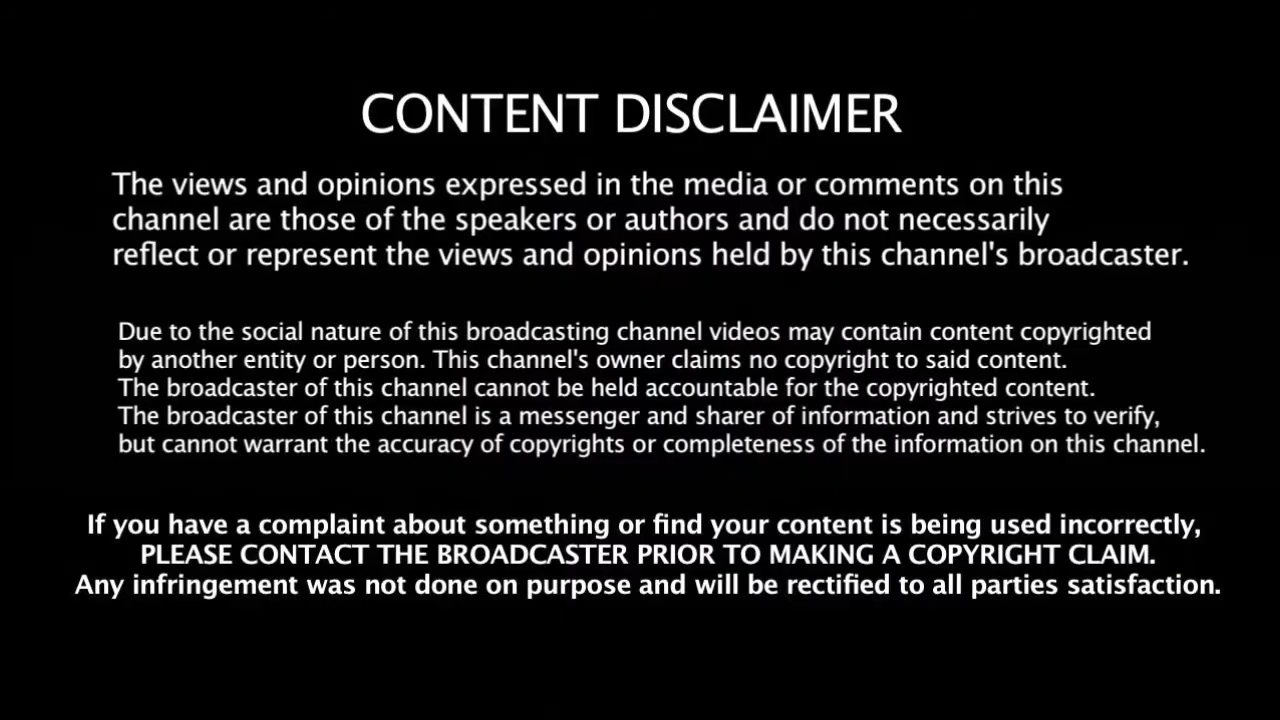 CONTENT DISCLAIMER
The views and opinions expressed in the media or comments on this
channel are those of the speakers or authors and do not necessarily
reflect or represent the views and opinions held by this channel's broadcaster.
Due to the social nature of this broadcasting channel videos may contain content copyrighted
by another entity or person. This channel's owner claims no copyright to said content.
The broadcaster of this channel cannot be held accountable for the copyrighted content.
The broadcaster of this channel is a messenger and sharer of information and strives to verify,
but cannot warrant the accuracy of copyrights or completeness of the information on this channel.
If you have a complaint about something or find your content is being used incorrectly,
PLEASE CONTACT THE BROADCASTER PRIOR TO MAKING A COPYRIGHT CLAIM.
Any infringement was not done on purpose and will be rectified to all parties satisfaction.